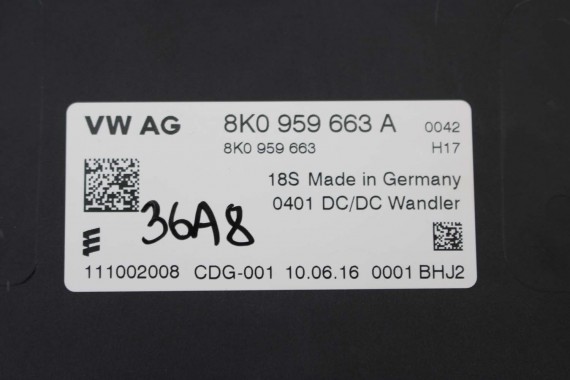 VW AG 8K0 959 663 A 0042
8K0 959 663 H17
18S Made in Germany
0401 DC/DC Wandler
36A8
111002008 CDG-001 10.06.16 0001 BHJ2